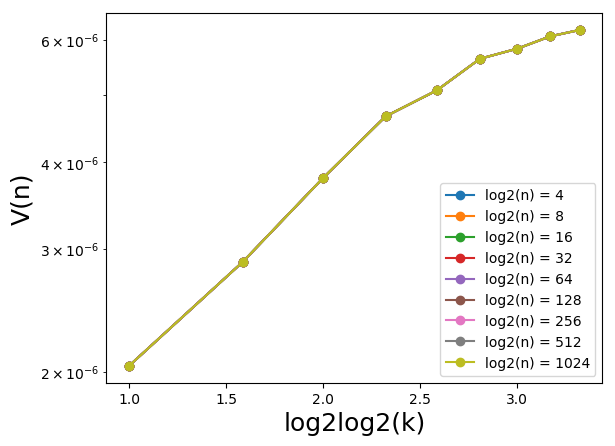 V(n)
6 × 10⁻⁶
4 × 10⁻⁶
3 × 10⁻⁶
2 × 10⁻⁶
log2(n) = 4
log2(n) = 8
log2(n) = 16
log2(n) = 32
log2(n) = 64
log2(n) = 128
log2(n) = 256
log2(n) = 512
log2(n) = 1024
1.0 1.5 2.0 2.5 3.0
log2log2(k)